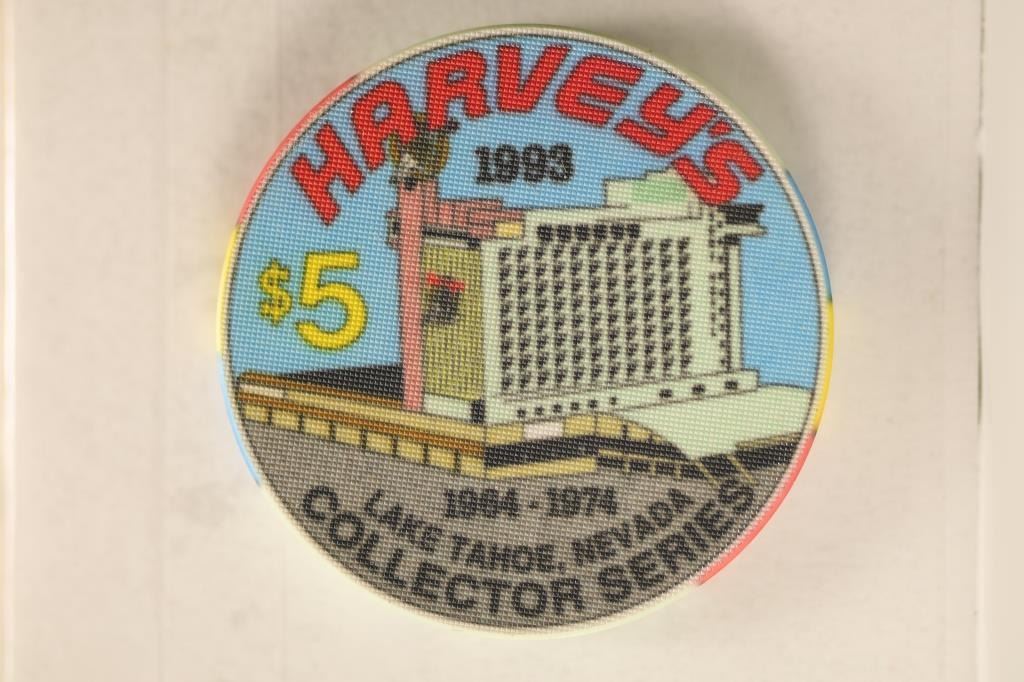 HARVEY'S
1993
$5
1964 - 1974
LAKE TAHOE, NEVADA
COLLECTOR SERIES